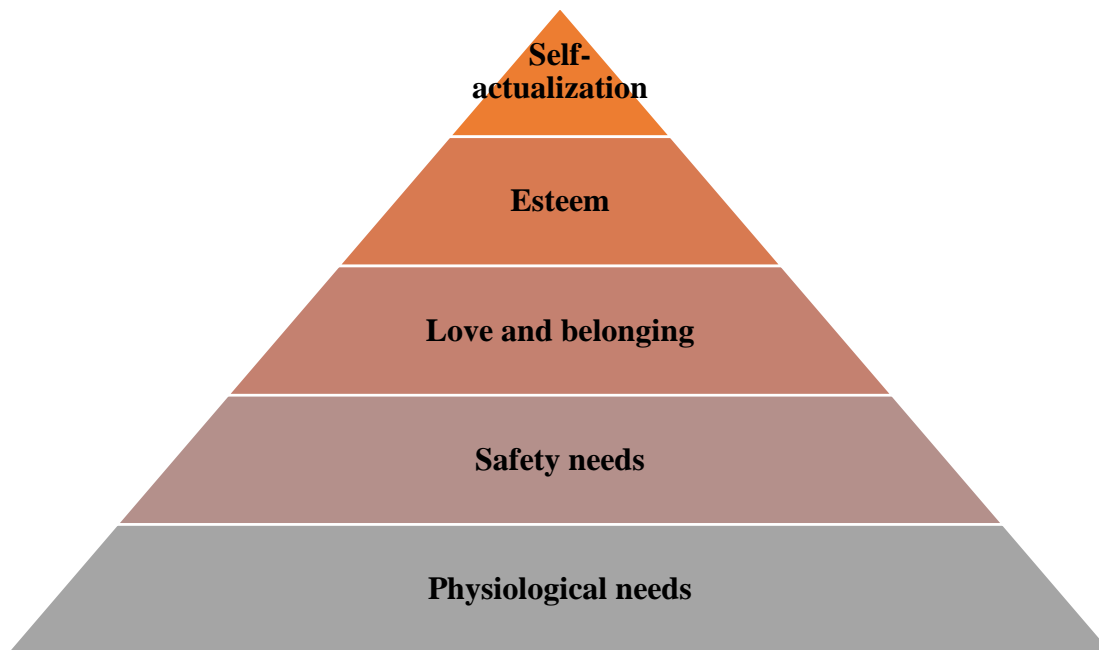 Self-
actualization
Esteem
Love and belonging
Safety needs
Physiological needs